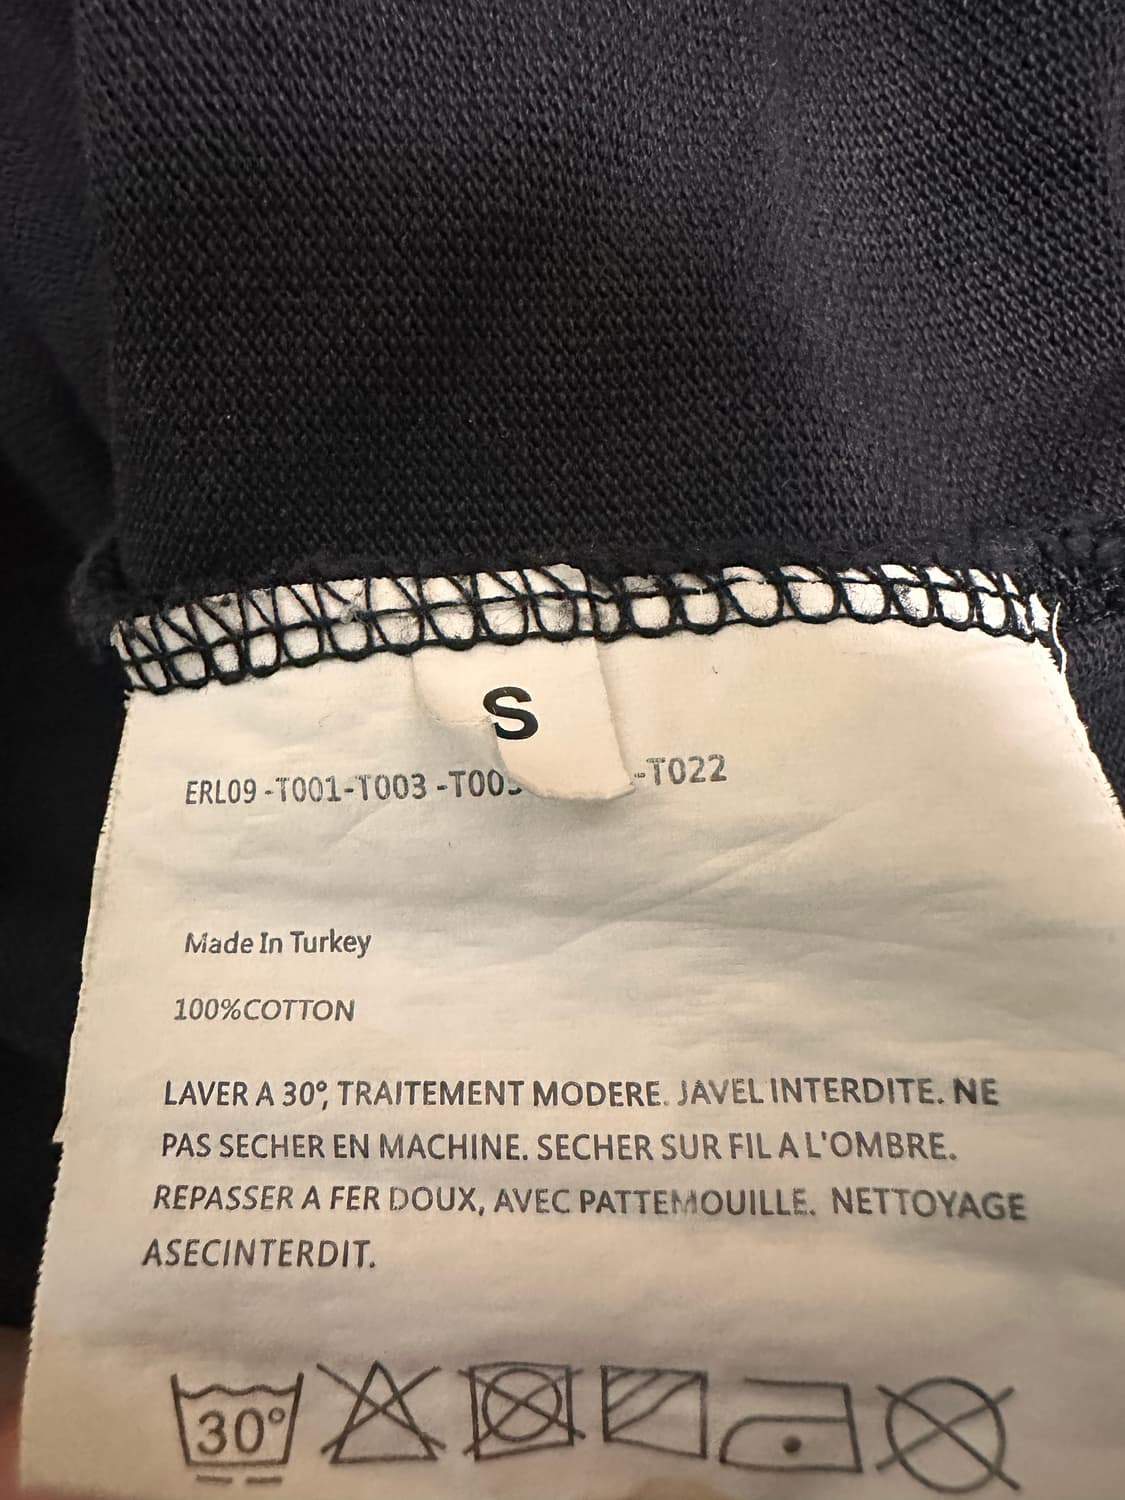 S
ERL09 -T001-T003 -T022
Made In Turkey
100%COTTON
LAVER A 30°, TRAITEMENT MODERE. JAVEL INTERDITE. NE
PAS SECHER EN MACHINE. SECHER SUR FIL A L'OMBRE.
REPASSER A FER DOUX, AVEC PATTEMOUILLE. NETTOYAGE
ASECINTERDIT.
30°